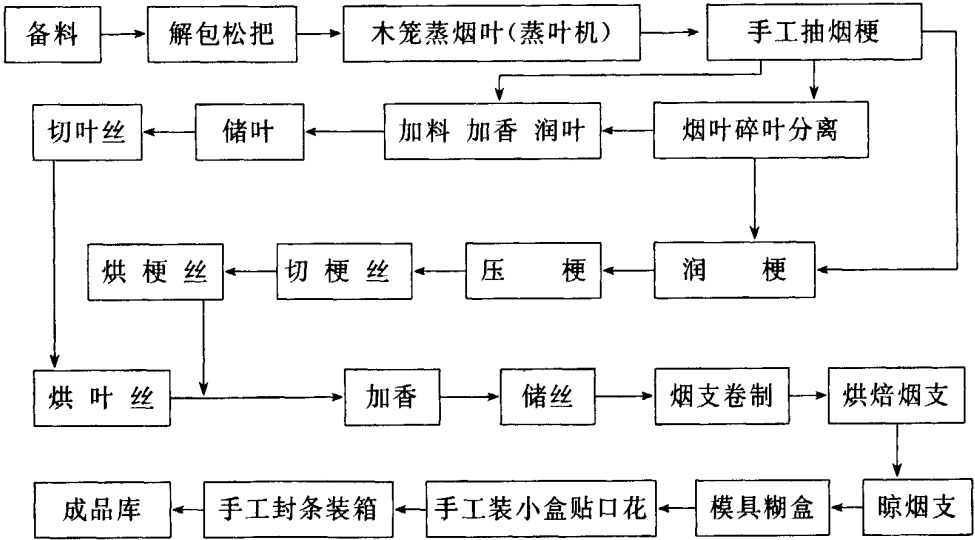 备料
解包松把
木笼蒸烟叶(蒸叶机)
手工抽烟梗
切叶丝
储叶
加料 加香 润叶
烟叶碎叶分离
烘梗丝
切梗丝
压梗
润梗
烘叶丝
加香
储丝
烟支卷制
烘焙烟支
成品库
手工封条装箱
手工装小盒贴口花
模具糊盒
晾烟支